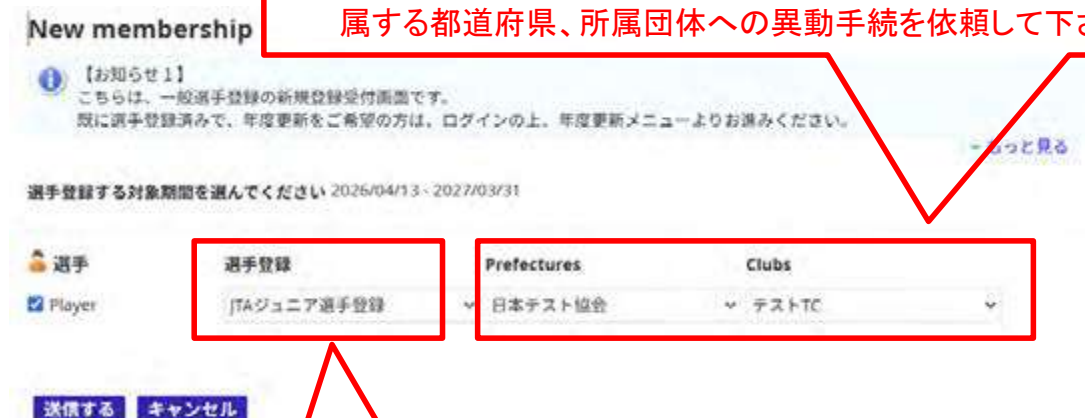 属する都道府県、所属団体への異動手続を依頼して下さ
New membership
【お知らせ1】
こちらは、一般選手登録の新規登録受付画面です。
既に選手登録済みで、年度更新をご希望の方は、ログインの上、年度更新メニューよりお進みください。
もっと見る
選手登録する対象期間を選んでください 2026/04/13 - 2027/03/31
選手 選手登録 Prefectures Clubs
Player JTAジュニア選手登録 日本テスト協会 テストTC
送信する キャンセル